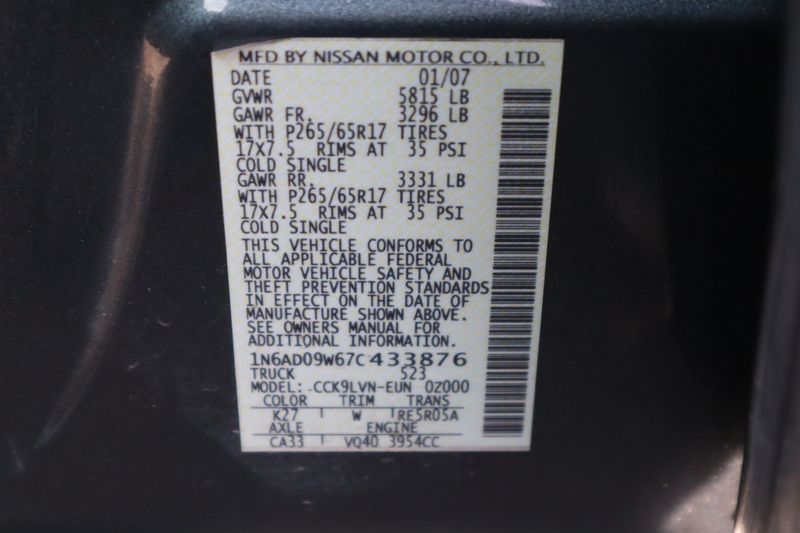 MFD BY NISSAN MOTOR CO., LTD.
DATE 01/07
GVWR 5815 LB
GAWR FR. 3296 LB
WITH P265/65R17 TIRES
17X7.5 RIMS AT 35 PSI
COLD SINGLE
GAWR RR. 3331 LB
WITH P265/65R17 TIRES
17X7.5 RIMS AT 35 PSI
COLD SINGLE
THIS VEHICLE CONFORMS TO
ALL APPLICABLE FEDERAL
MOTOR VEHICLE SAFETY AND
THEFT PREVENTION STANDARDS
IN EFFECT ON THE DATE OF
MANUFACTURE SHOWN ABOVE.
SEE OWNERS MANUAL FOR
ADDITIONAL INFORMATION.
1N6AD09W67C433876
TRUCK 523
MODEL: CCK9LVN-EUN 0Z000
COLOR TRIM TRANS
K27 W RE5R05A
AXLE ENGINE
CA33 VQ40 3954CC